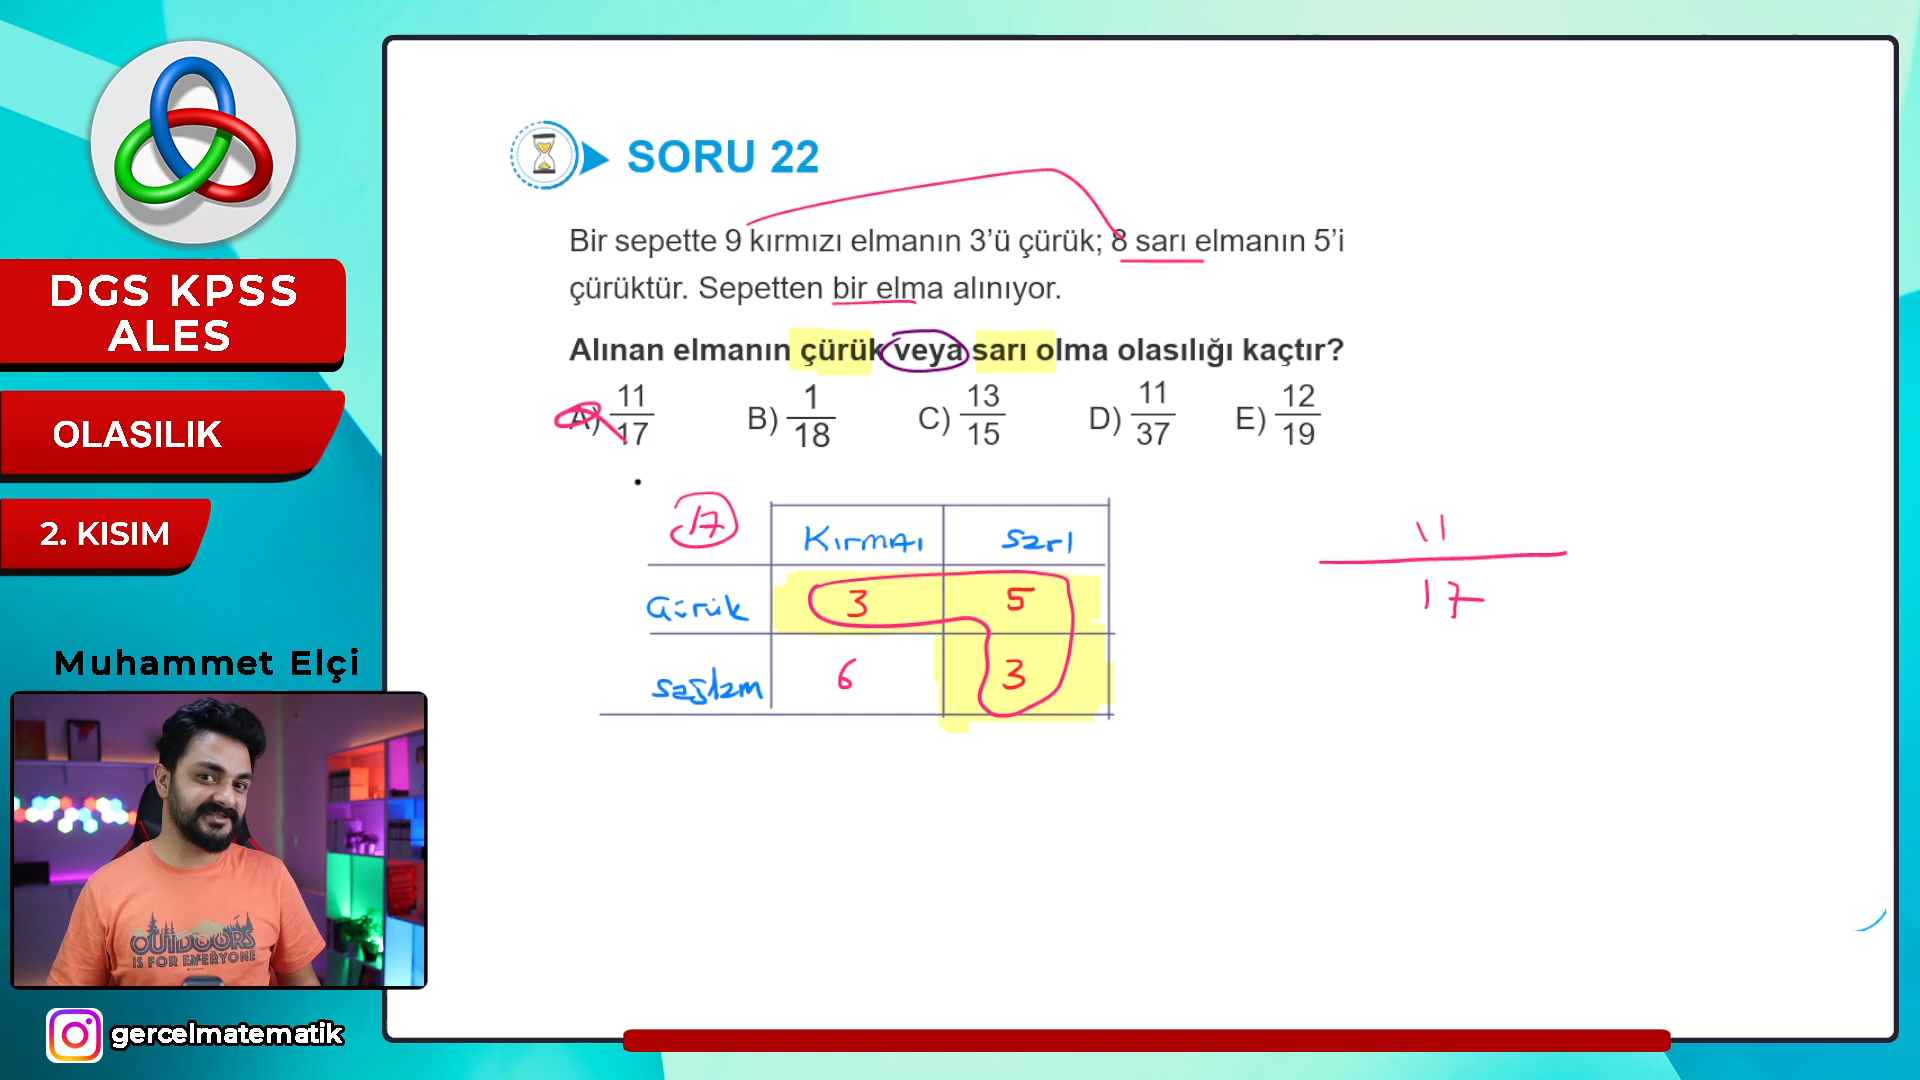 DGS KPSS
ALES
OLASILIK
2. KISIM
Muhammet Elçi
OUTDOORS
IS FOR EVERYONE
gercelmatematik
SORU 22
Bir sepette 9 kırmızı elmanın 3’ü çürük; 8 sarı elmanın 5’i
çürüktür. Sepetten bir elma alınıyor.
Alınan elmanın çürük veya sarı olma olasılığı kaçtır?
A) 11/17 B) 1/18 C) 13/15 D) 11/37 E) 12/19
17 Kırmızı Sarı
Çürük 3 5
Sağlam 6 3
11
17